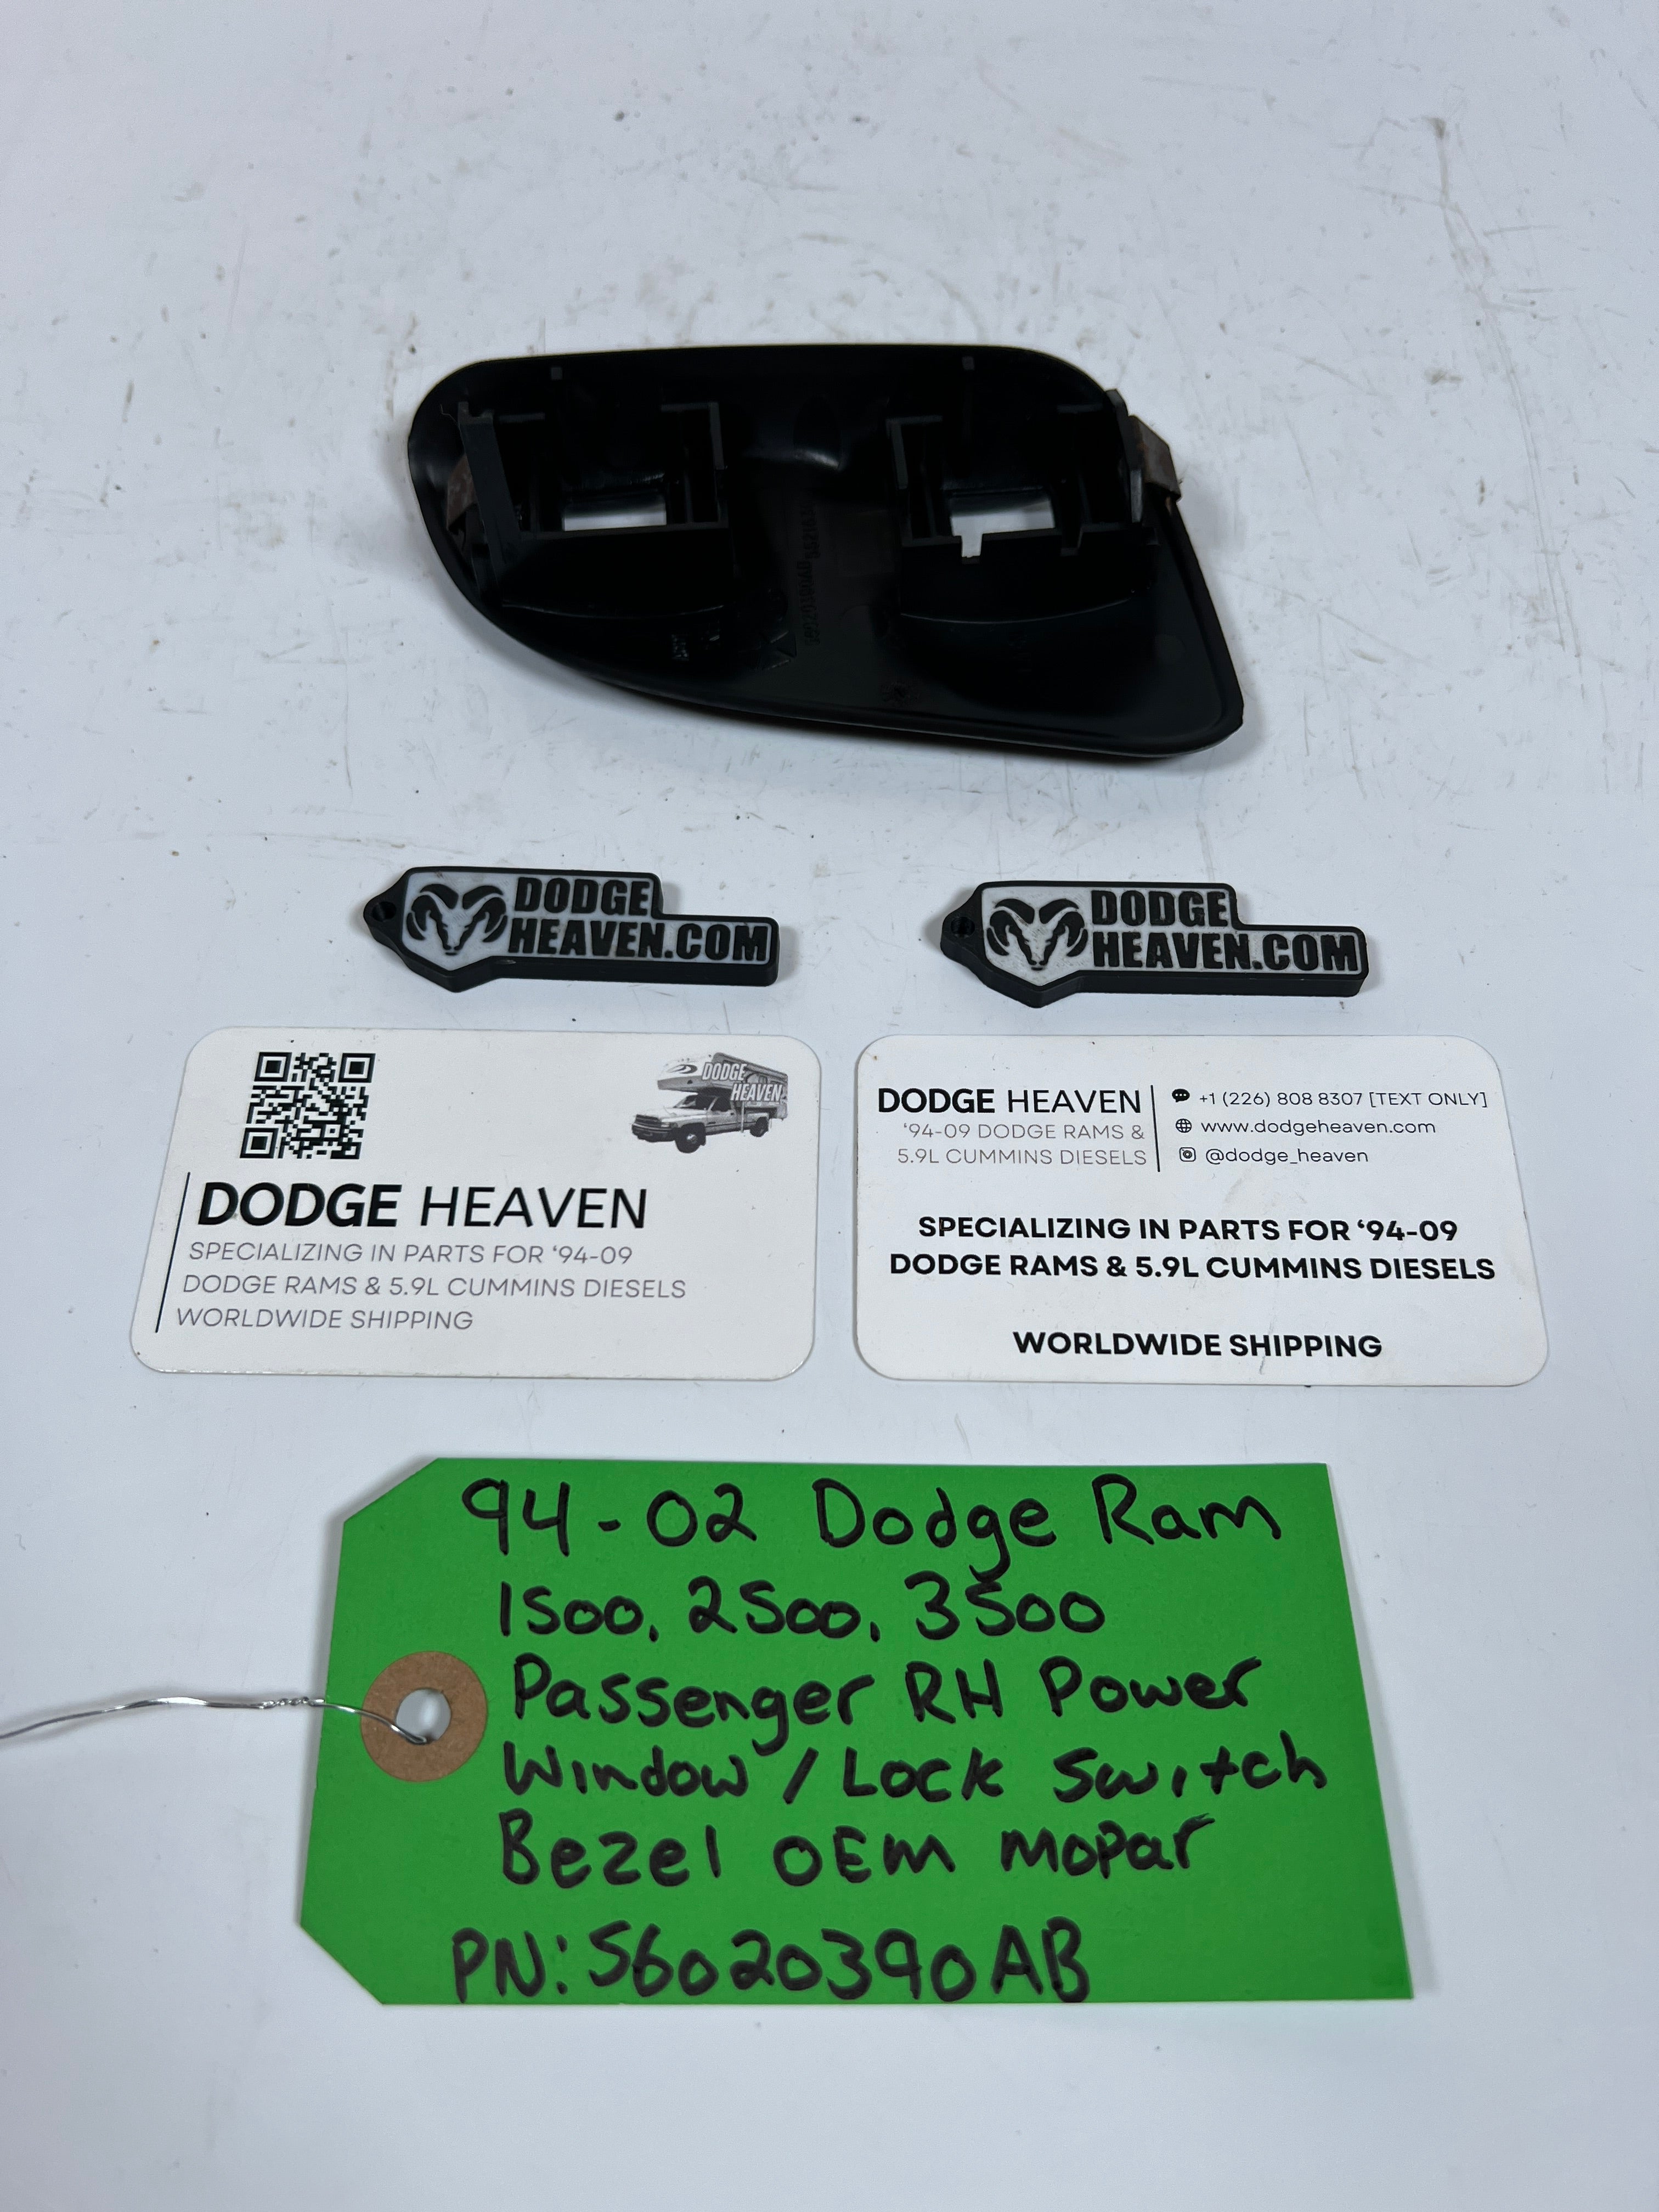 DODGE
HEAVEN.COM
DODGE
HEAVEN.COM
DODGE
HEAVEN
DODGE HEAVEN
SPECIALIZING IN PARTS FOR ‘94-09
DODGE RAMS & 5.9L CUMMINS DIESELS
WORLDWIDE SHIPPING
DODGE HEAVEN
‘94-09 DODGE RAMS &
5.9L CUMMINS DIESELS
+1 (226) 808 8307 [TEXT ONLY]
www.dodgeheaven.com
@dodge_heaven
SPECIALIZING IN PARTS FOR ‘94-09
DODGE RAMS & 5.9L CUMMINS DIESELS
WORLDWIDE SHIPPING
94-02 Dodge Ram
1500, 2500, 3500
Passenger RH Power
Window / Lock Switch
Bezel OEM Mopar
PN: 56020390AB